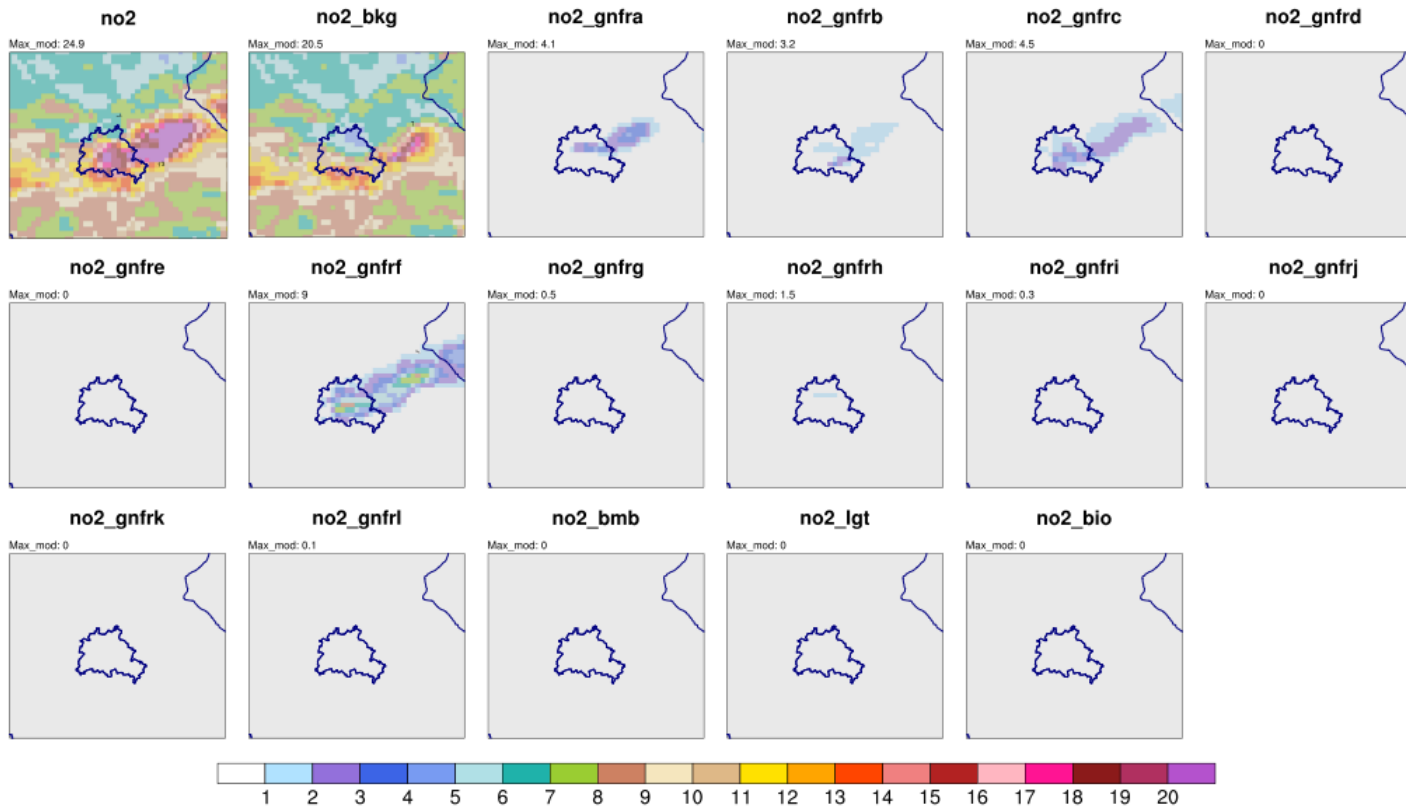 no2 no2_bkg no2_gnfra no2_gnfrb no2_gnfrc no2_gnfrd
Max_mod: 24.9 Max_mod: 20.5 Max_mod: 4.1 Max_mod: 3.2 Max_mod: 4.5 Max_mod: 0
no2_gnfre no2_gnfrf no2_gnfrg no2_gnfrh no2_gnfri no2_gnfrj
Max_mod: 0 Max_mod: 9 Max_mod: 0.5 Max_mod: 1.5 Max_mod: 0.3 Max_mod: 0
no2_gnfrk no2_gnfrl no2_bmb no2_lgt no2_bio
Max_mod: 0 Max_mod: 0.1 Max_mod: 0 Max_mod: 0 Max_mod: 0
1 2 3 4 5 6 7 8 9 10 11 12 13 14 15 16 17 18 19 20